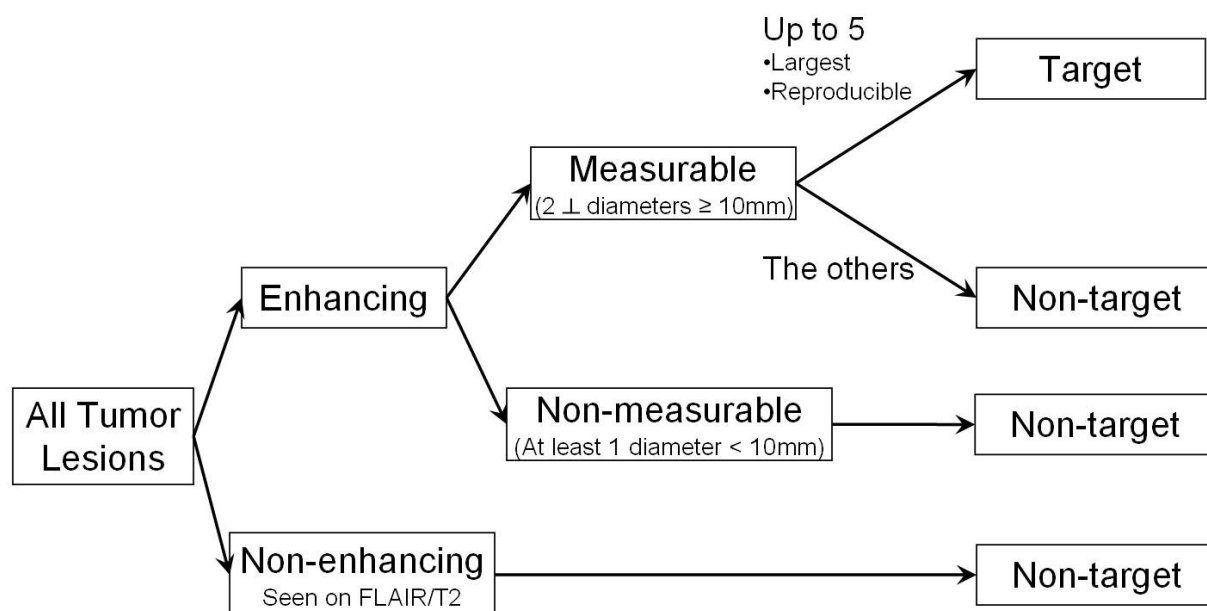 Up to 5
•Largest
•Reproducible
Target
Measurable
(2 ⊥ diameters ≥ 10mm)
The others
Non-target
Enhancing
All Tumor
Lesions
Non-measurable
(At least 1 diameter < 10mm)
Non-target
Non-enhancing
Seen on FLAIR/T2
Non-target